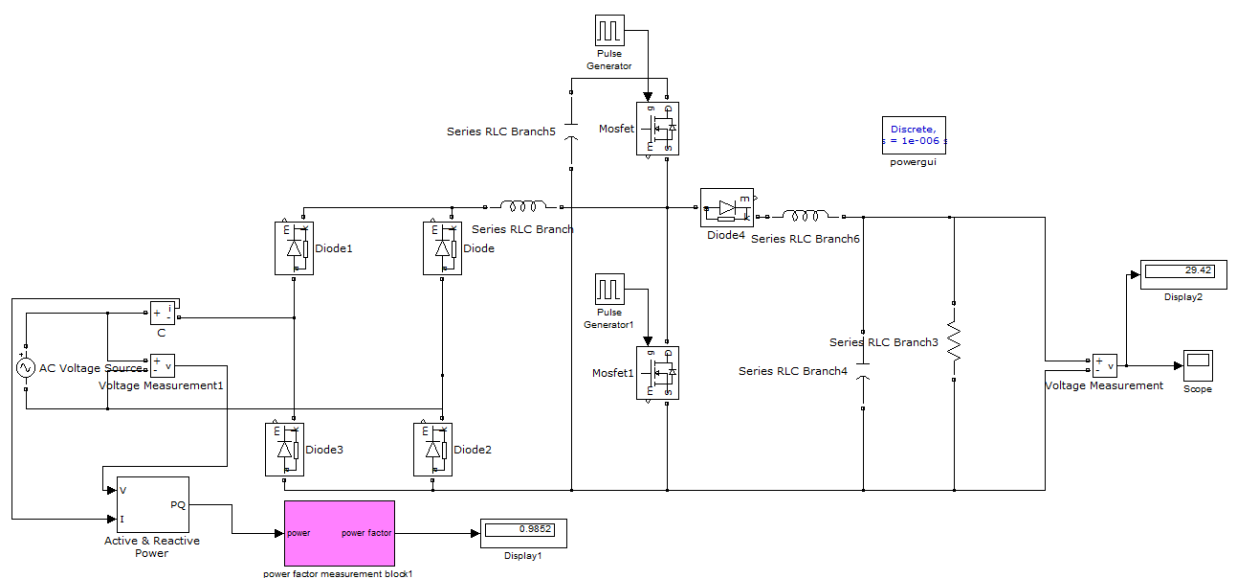 Pulse
Generator
g
D
Mosfet
E
S
Series RLC Branch5
Discrete,
s = 1e-006 s
powergui
m
a
k
Diode4
Series RLC Branch
Series RLC Branch6
E
Diode1
E
Diode
Pulse
Generator1
g
D
Mosfet1
E
S
29.42
Display2
+
i
-
C
+
AC Voltage Source
+
v
-
Voltage Measurement1
Series RLC Branch3
Series RLC Branch4
+
v
-
Voltage Measurement
Scope
E
Diode3
E
Diode2
V
I
PQ
Active & Reactive
Power
power
power factor
power factor measurement block1
0.9852
Display1